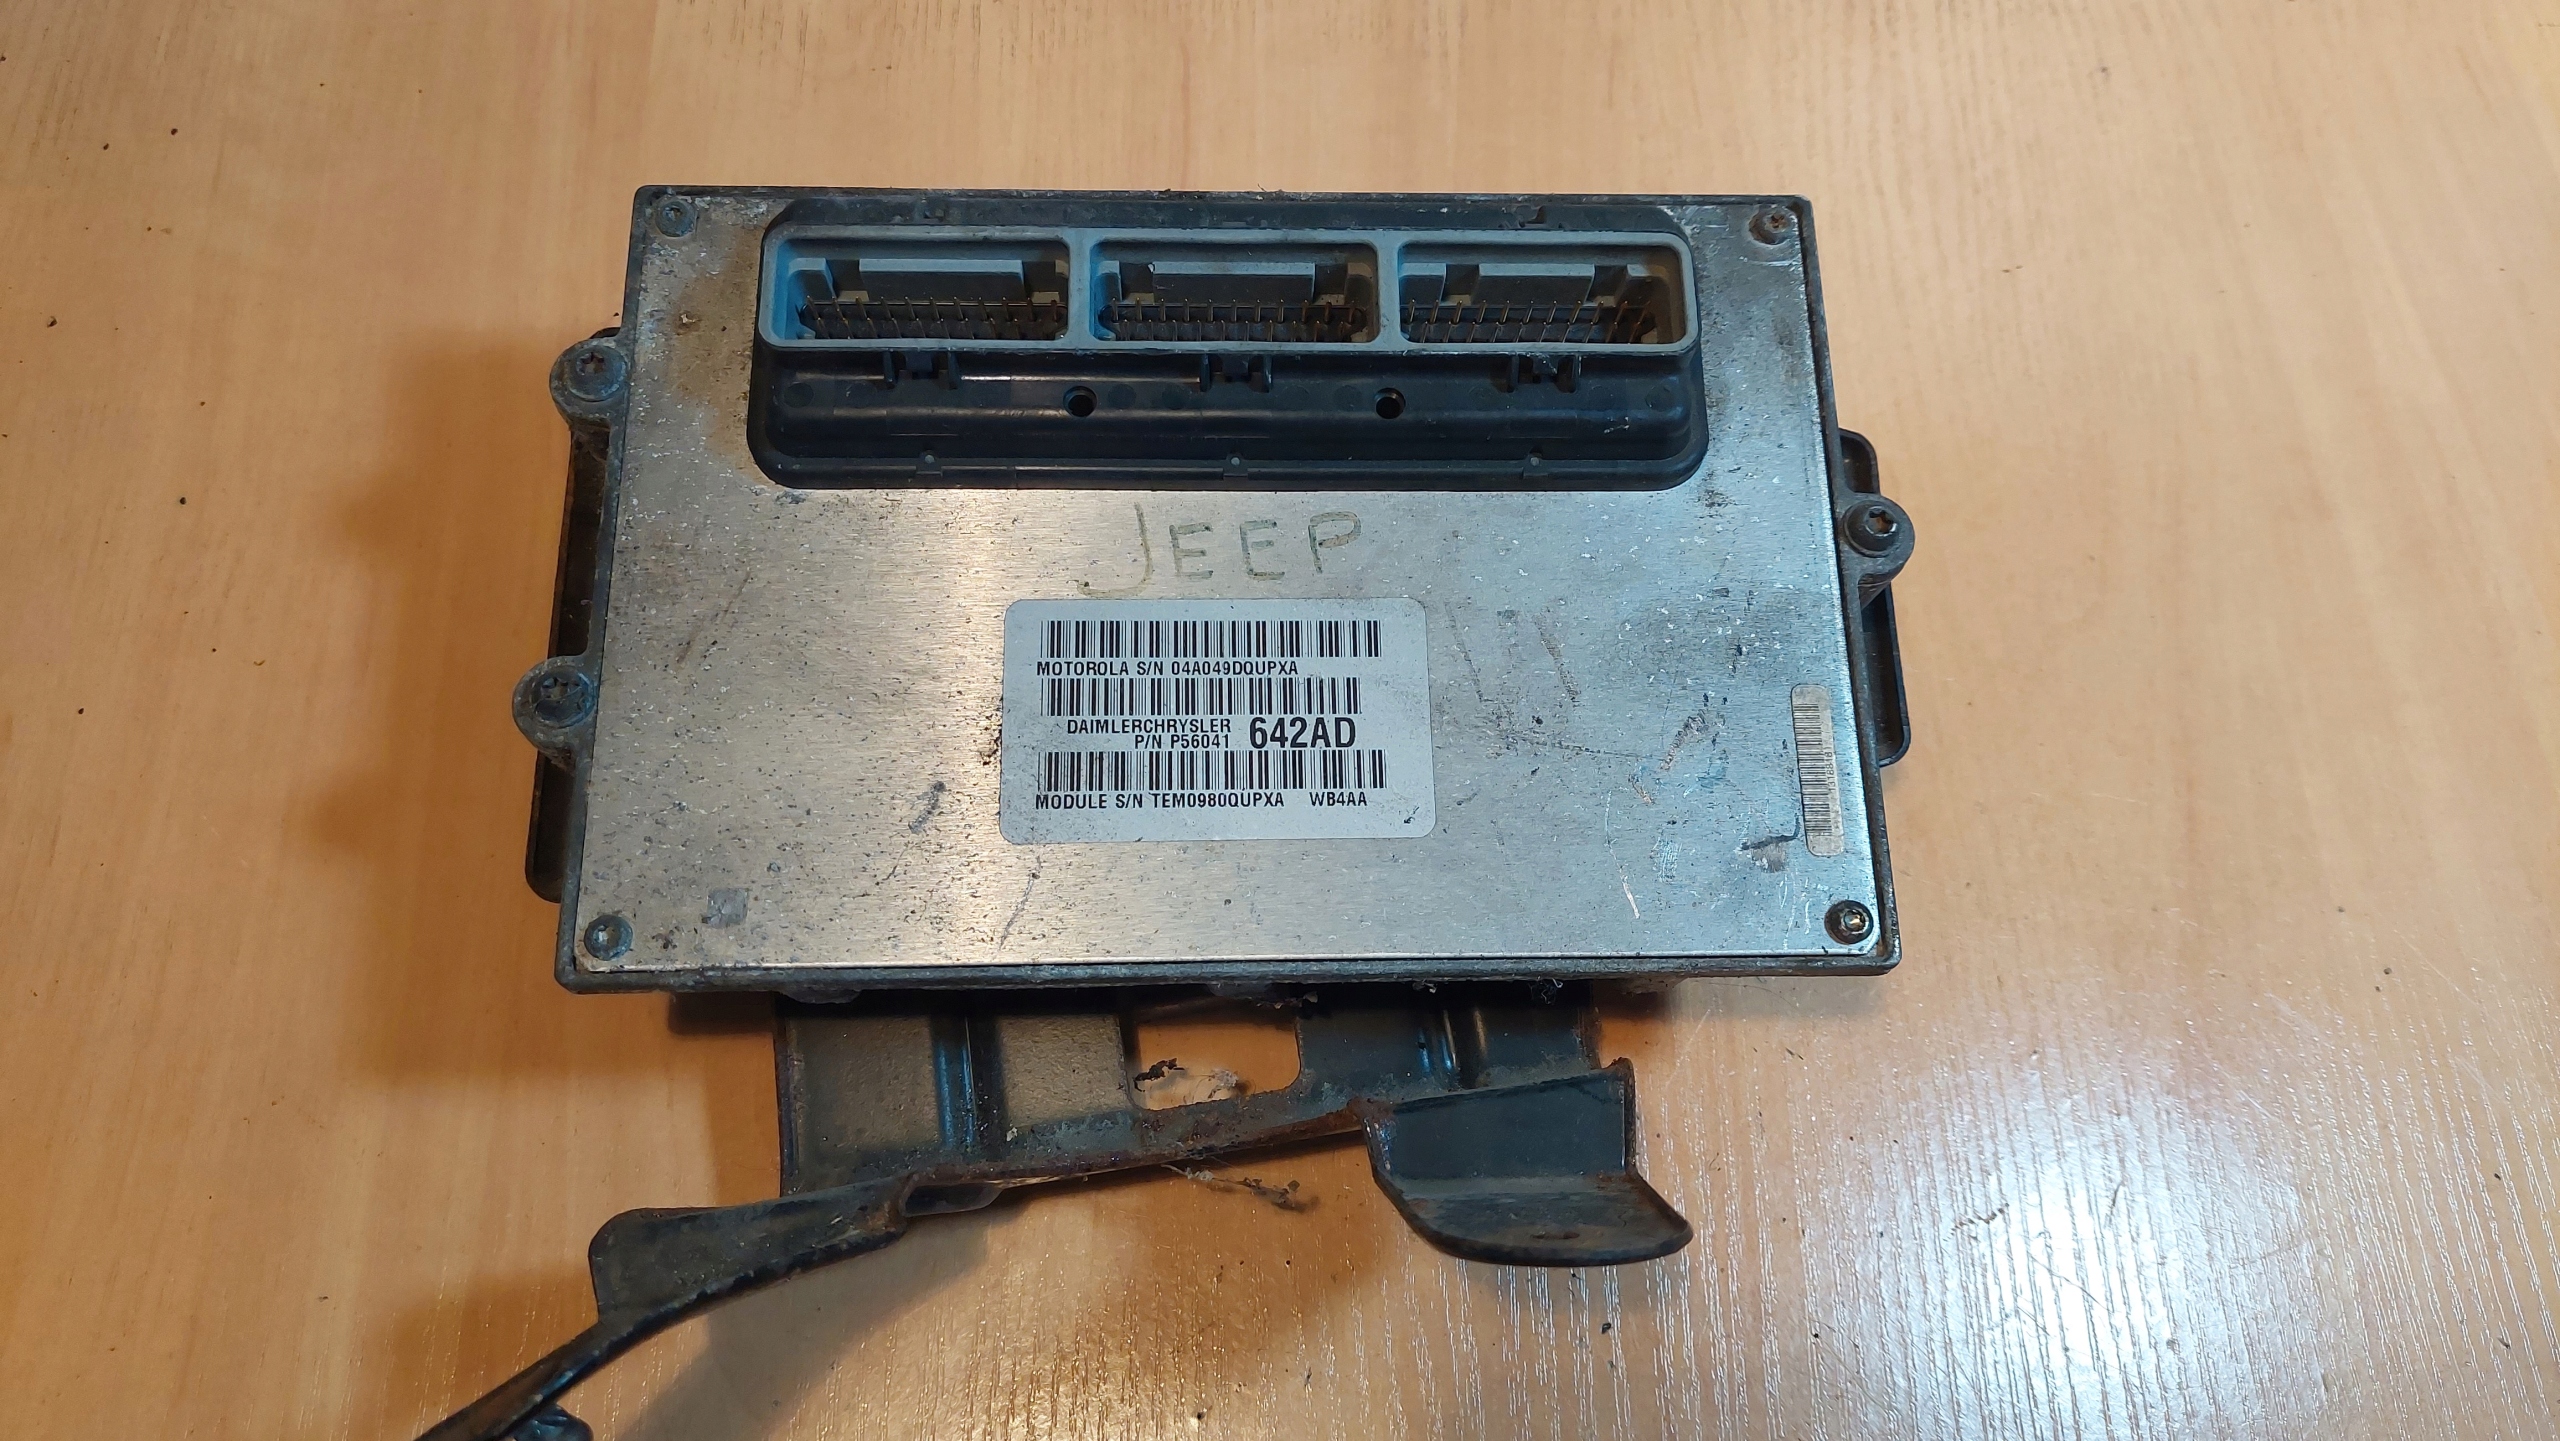 JEEP
MOTOROLA S/N 04A049DQUPXA
DAIMLERCHRYSLER
P/N P56041 642AD
MODULE S/N TEM0980QUPXA WB4AA